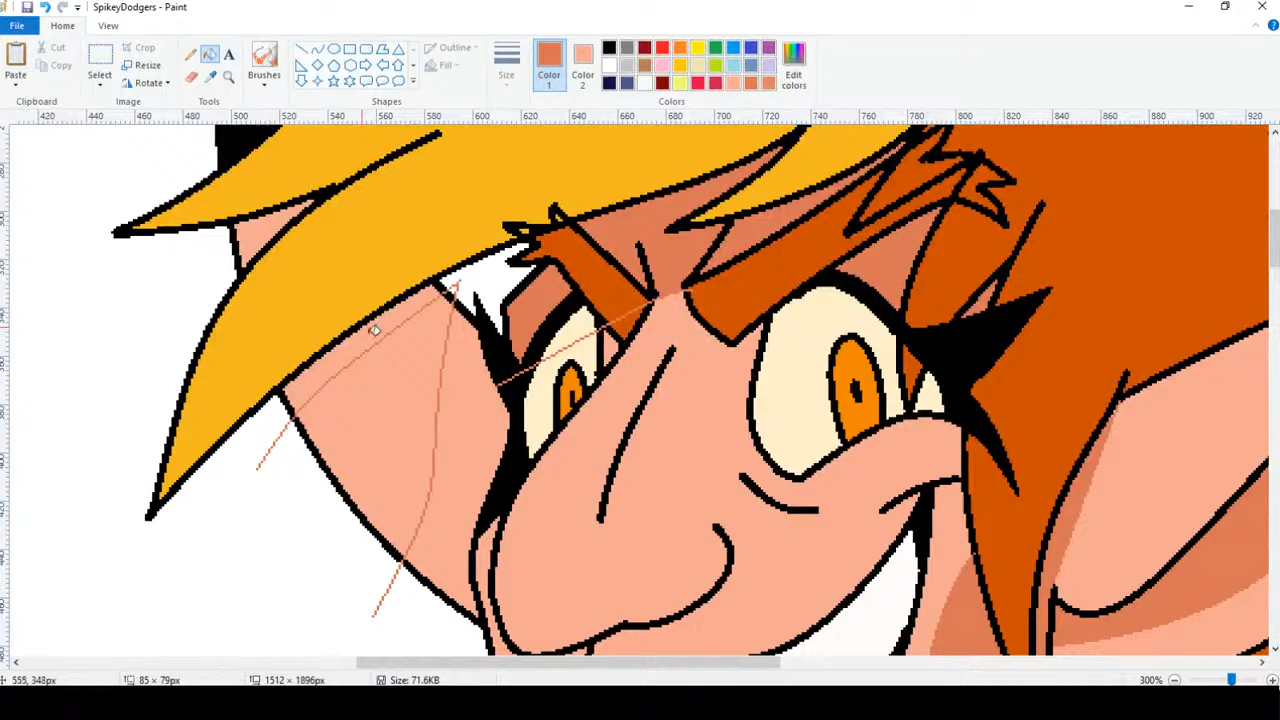 SpikeyDodgers - Paint
File Home View
Paste Cut Copy
Select Crop Resize Rotate
A
Brushes
Outline Fill
Size
Color 1
Color 2
Edit colors
Clipboard Image Tools Shapes Colors
420 440 460 480 500 520 540 560 580 600 620 640 660 680 700 720 740 760 780 800 820 840 860 880 900 920
555, 348px 85 × 79px 1512 × 1896px Size: 71.6KB 300%